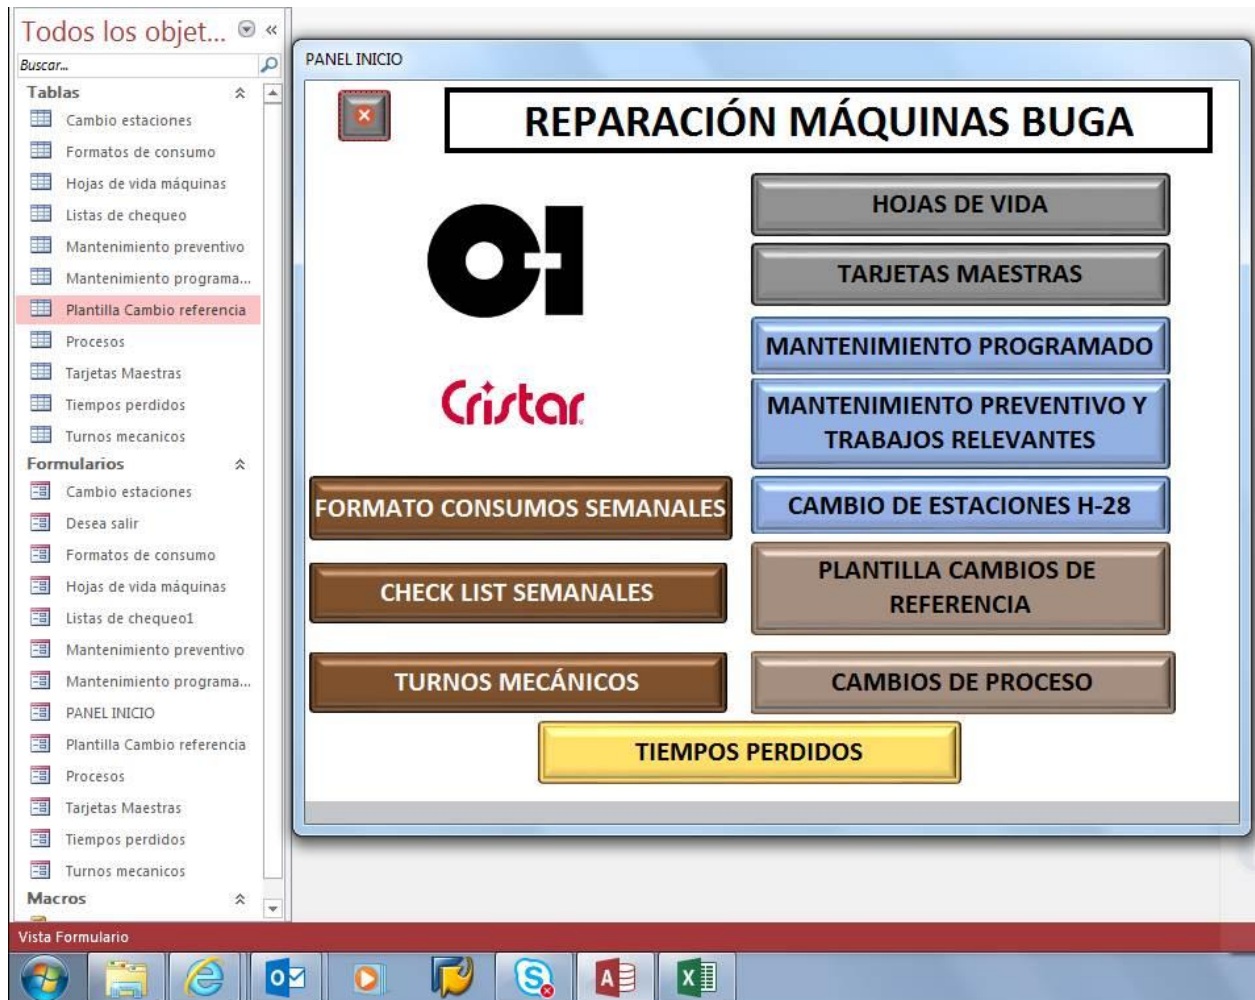 Todos los objet...
Buscar...
Tablas
Cambio estaciones
Formatos de consumo
Hojas de vida máquinas
Listas de chequeo
Mantenimiento preventivo
Mantenimiento programa...
Plantilla Cambio referencia
Procesos
Tarjetas Maestras
Tiempos perdidos
Turnos mecanicos
Formularios
Cambio estaciones
Desea salir
Formatos de consumo
Hojas de vida máquinas
Listas de chequeo1
Mantenimiento preventivo
Mantenimiento programa...
PANEL INICIO
Plantilla Cambio referencia
Procesos
Tarjetas Maestras
Tiempos perdidos
Turnos mecanicos
Macros
Vista Formulario
PANEL INICIO
REPARACIÓN MÁQUINAS BUGA
O-I
Cristar
HOJAS DE VIDA
TARJETAS MAESTRAS
MANTENIMIENTO PROGRAMADO
MANTENIMIENTO PREVENTIVO Y
TRABAJOS RELEVANTES
FORMATO CONSUMOS SEMANALES
CAMBIO DE ESTACIONES H-28
CHECK LIST SEMANALES
PLANTILLA CAMBIOS DE
REFERENCIA
TURNOS MECÁNICOS
CAMBIOS DE PROCESO
TIEMPOS PERDIDOS